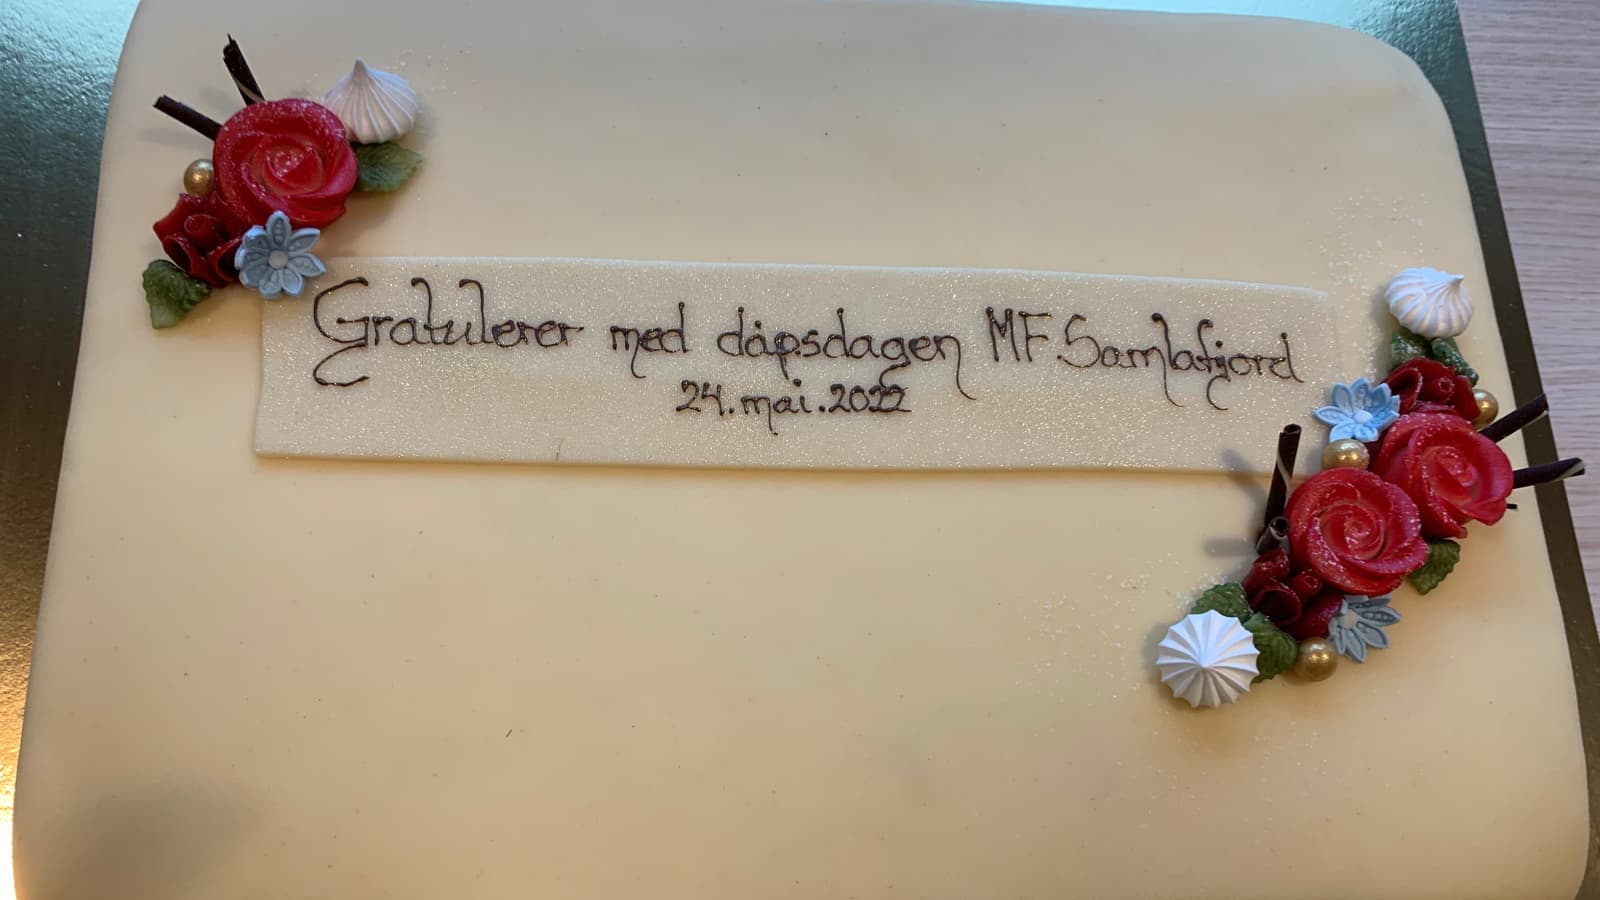 Gratulerer med dåpsdagen MF.Samlafjord
24.mai.2022